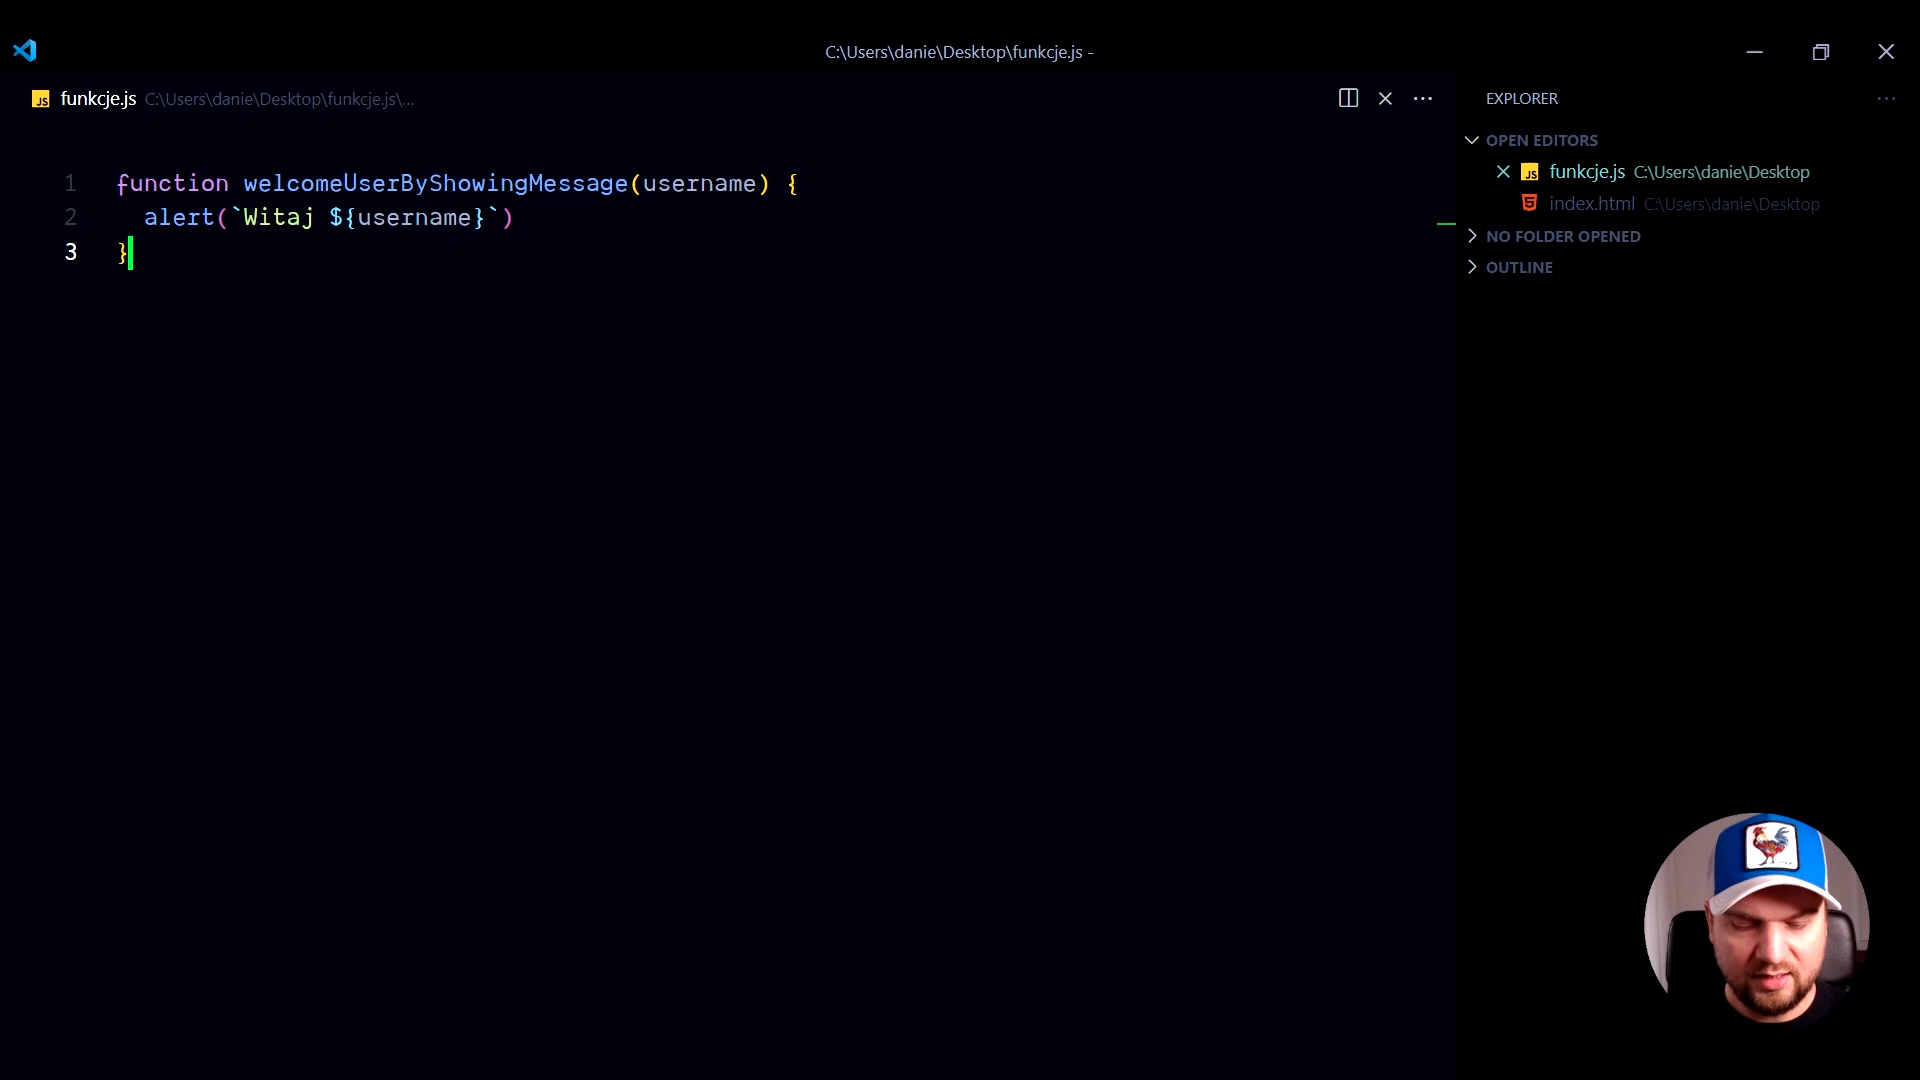 C:\Users\danie\Desktop\funkcje.js -
JS funkcje.js C:\Users\danie\Desktop\funkcje.js\...
1 function welcomeUserByShowingMessage(username) {
2   alert(`Witaj ${username}`)
3 }
EXPLORER
OPEN EDITORS
JS funkcje.js C:\Users\danie\Desktop
index.html C:\Users\danie\Desktop
NO FOLDER OPENED
OUTLINE